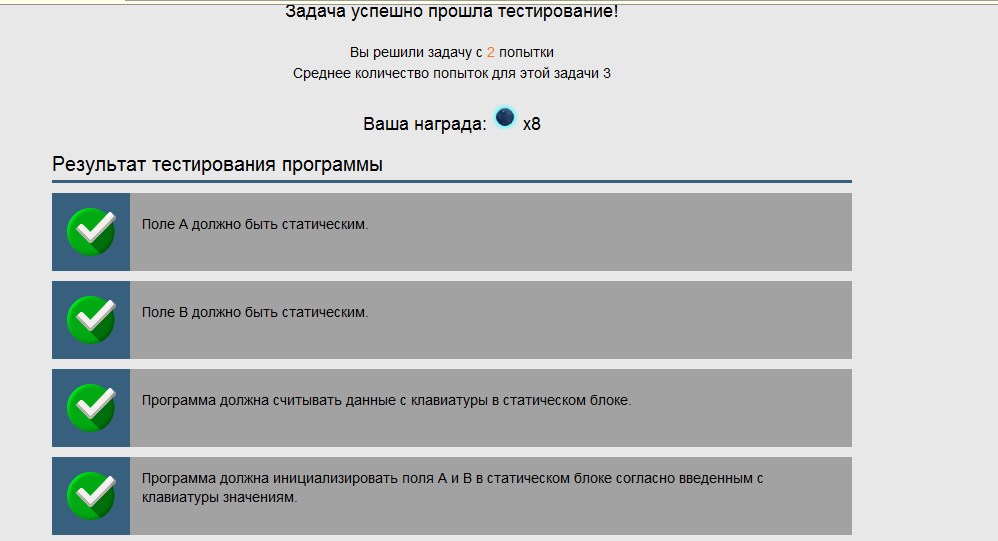 Задача успешно прошла тестирование!
Вы решили задачу с 2 попытки
Среднее количество попыток для этой задачи 3
Ваша награда: x8
Результат тестирования программы
Поле A должно быть статическим.
Поле B должно быть статическим.
Программа должна считывать данные с клавиатуры в статическом блоке.
Программа должна инициализировать поля A и B в статическом блоке согласно введенным с
клавиатуры значениям.